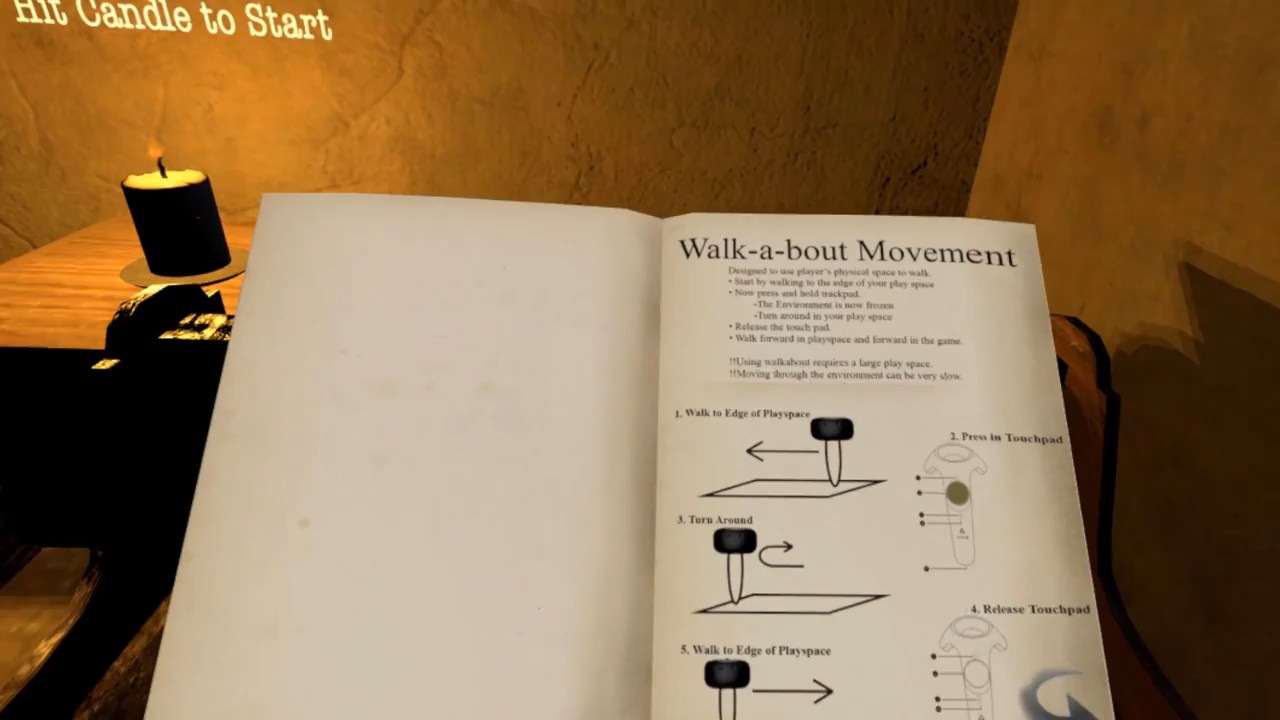 Hit Candle to Start
Walk-a-bout Movement
Designed to use player's physical space to walk.
• Start by walking to the edge of your play space
• Now press and hold trackpad.
-The Environment is now frozen
-Turn around in your play space
• Release the touch pad.
• Walk forward in playspace and forward in the game.
!!Using walkabout requires a large play space.
!!Moving through the environment can be very slow.
1. Walk to Edge of Playspace
2. Press in Touchpad
3. Turn Around
4. Release Touchpad
5. Walk to Edge of Playspace